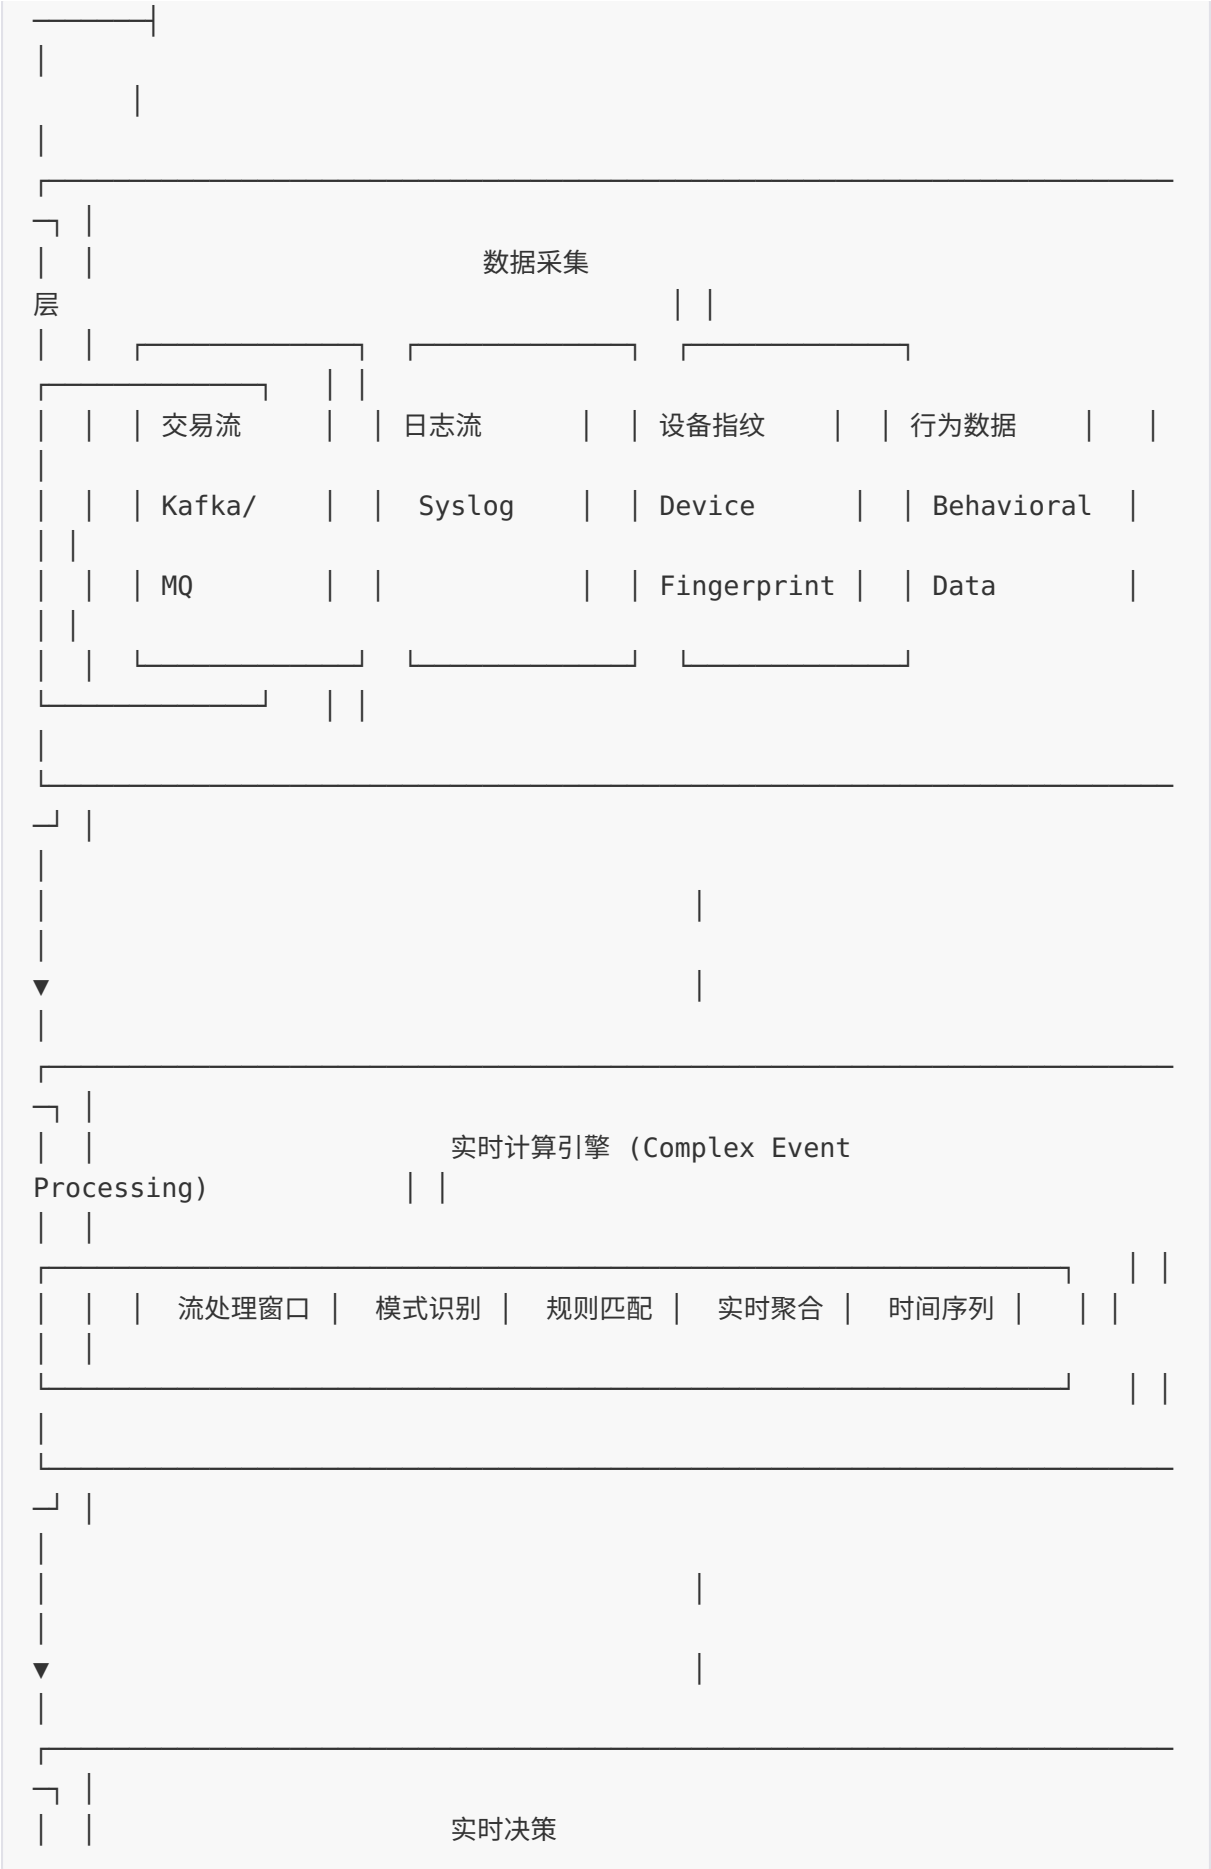 数据采集
层
交易流 日志流 设备指纹 行为数据
Kafka/ Syslog Device Behavioral
MQ Fingerprint Data
实时计算引擎 (Complex Event
Processing)
流处理窗口 模式识别 规则匹配 实时聚合 时间序列
实时决策